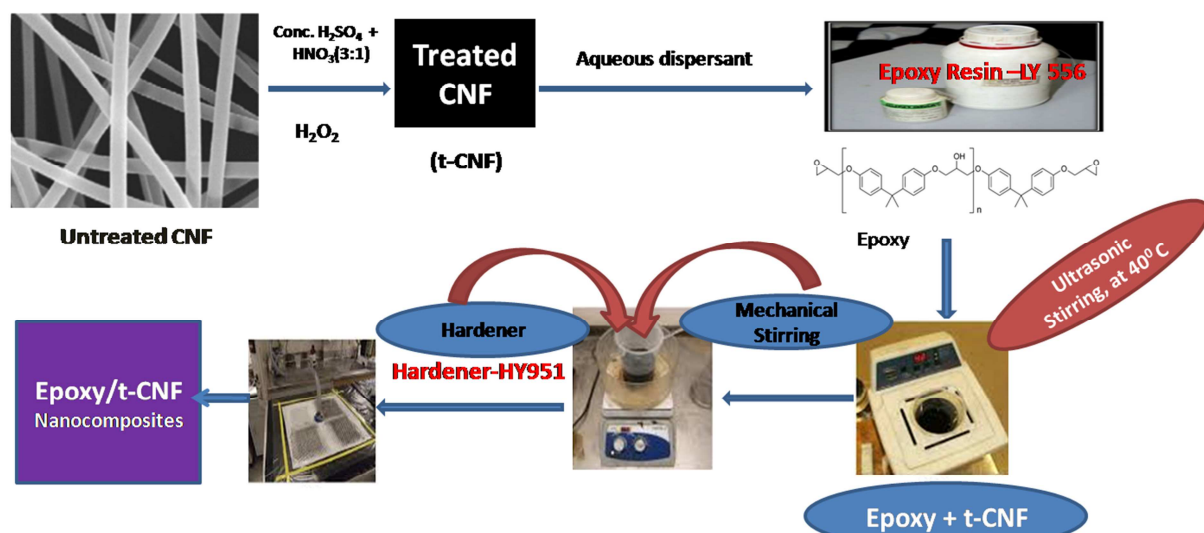 Conc. H₂SO₄ +
HNO₃(3:1)
H₂O₂
Treated
CNF
(t-CNF)
Aqueous dispersant
Epoxy Resin –LY 556
Untreated CNF
O
O
OH
O
O
O
O
n
Epoxy
Ultrasonic
Stirring, at 40⁰ C
Mechanical
Stirring
Hardener
Hardener-HY951
Epoxy/t-CNF
Nanocomposites
Epoxy + t-CNF